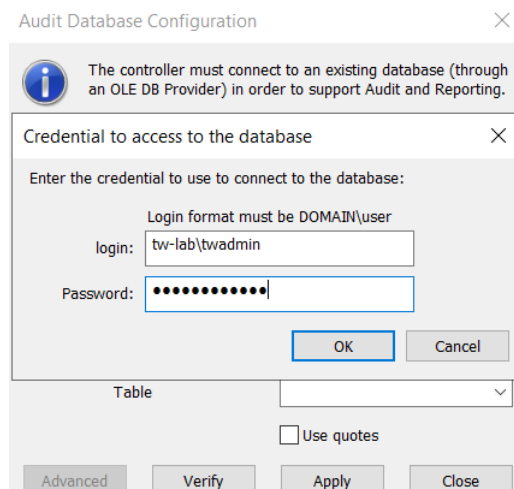 Audit Database Configuration
The controller must connect to an existing database (through
an OLE DB Provider) in order to support Audit and Reporting.
Credential to access to the database
Enter the credential to use to connect to the database:
Login format must be DOMAIN\user
login: tw-lab\twadmin
Password: ●●●●●●●●●●●●
OK Cancel
Table
Use quotes
Advanced Verify Apply Close